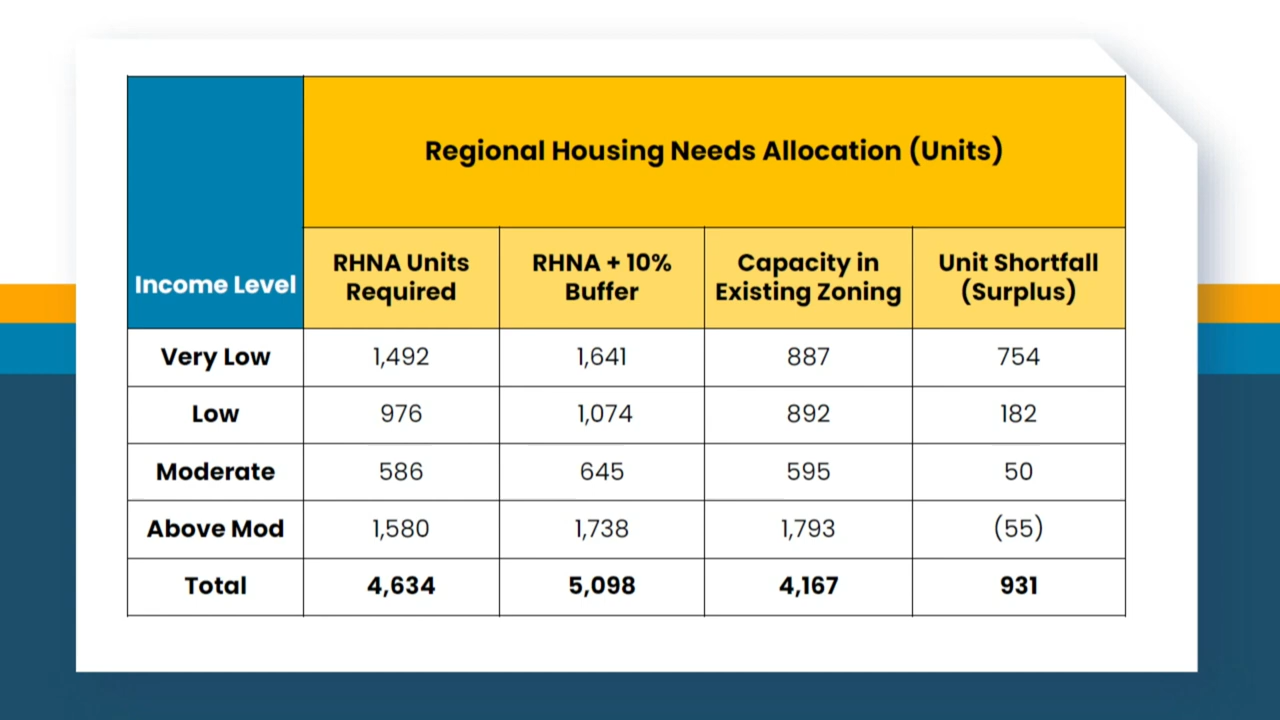 Regional Housing Needs Allocation (Units)
Income Level
RHNA Units Required
RHNA + 10% Buffer
Capacity in Existing Zoning
Unit Shortfall (Surplus)
Very Low 1,492 1,641 887 754
Low 976 1,074 892 182
Moderate 586 645 595 50
Above Mod 1,580 1,738 1,793 (55)
Total 4,634 5,098 4,167 931